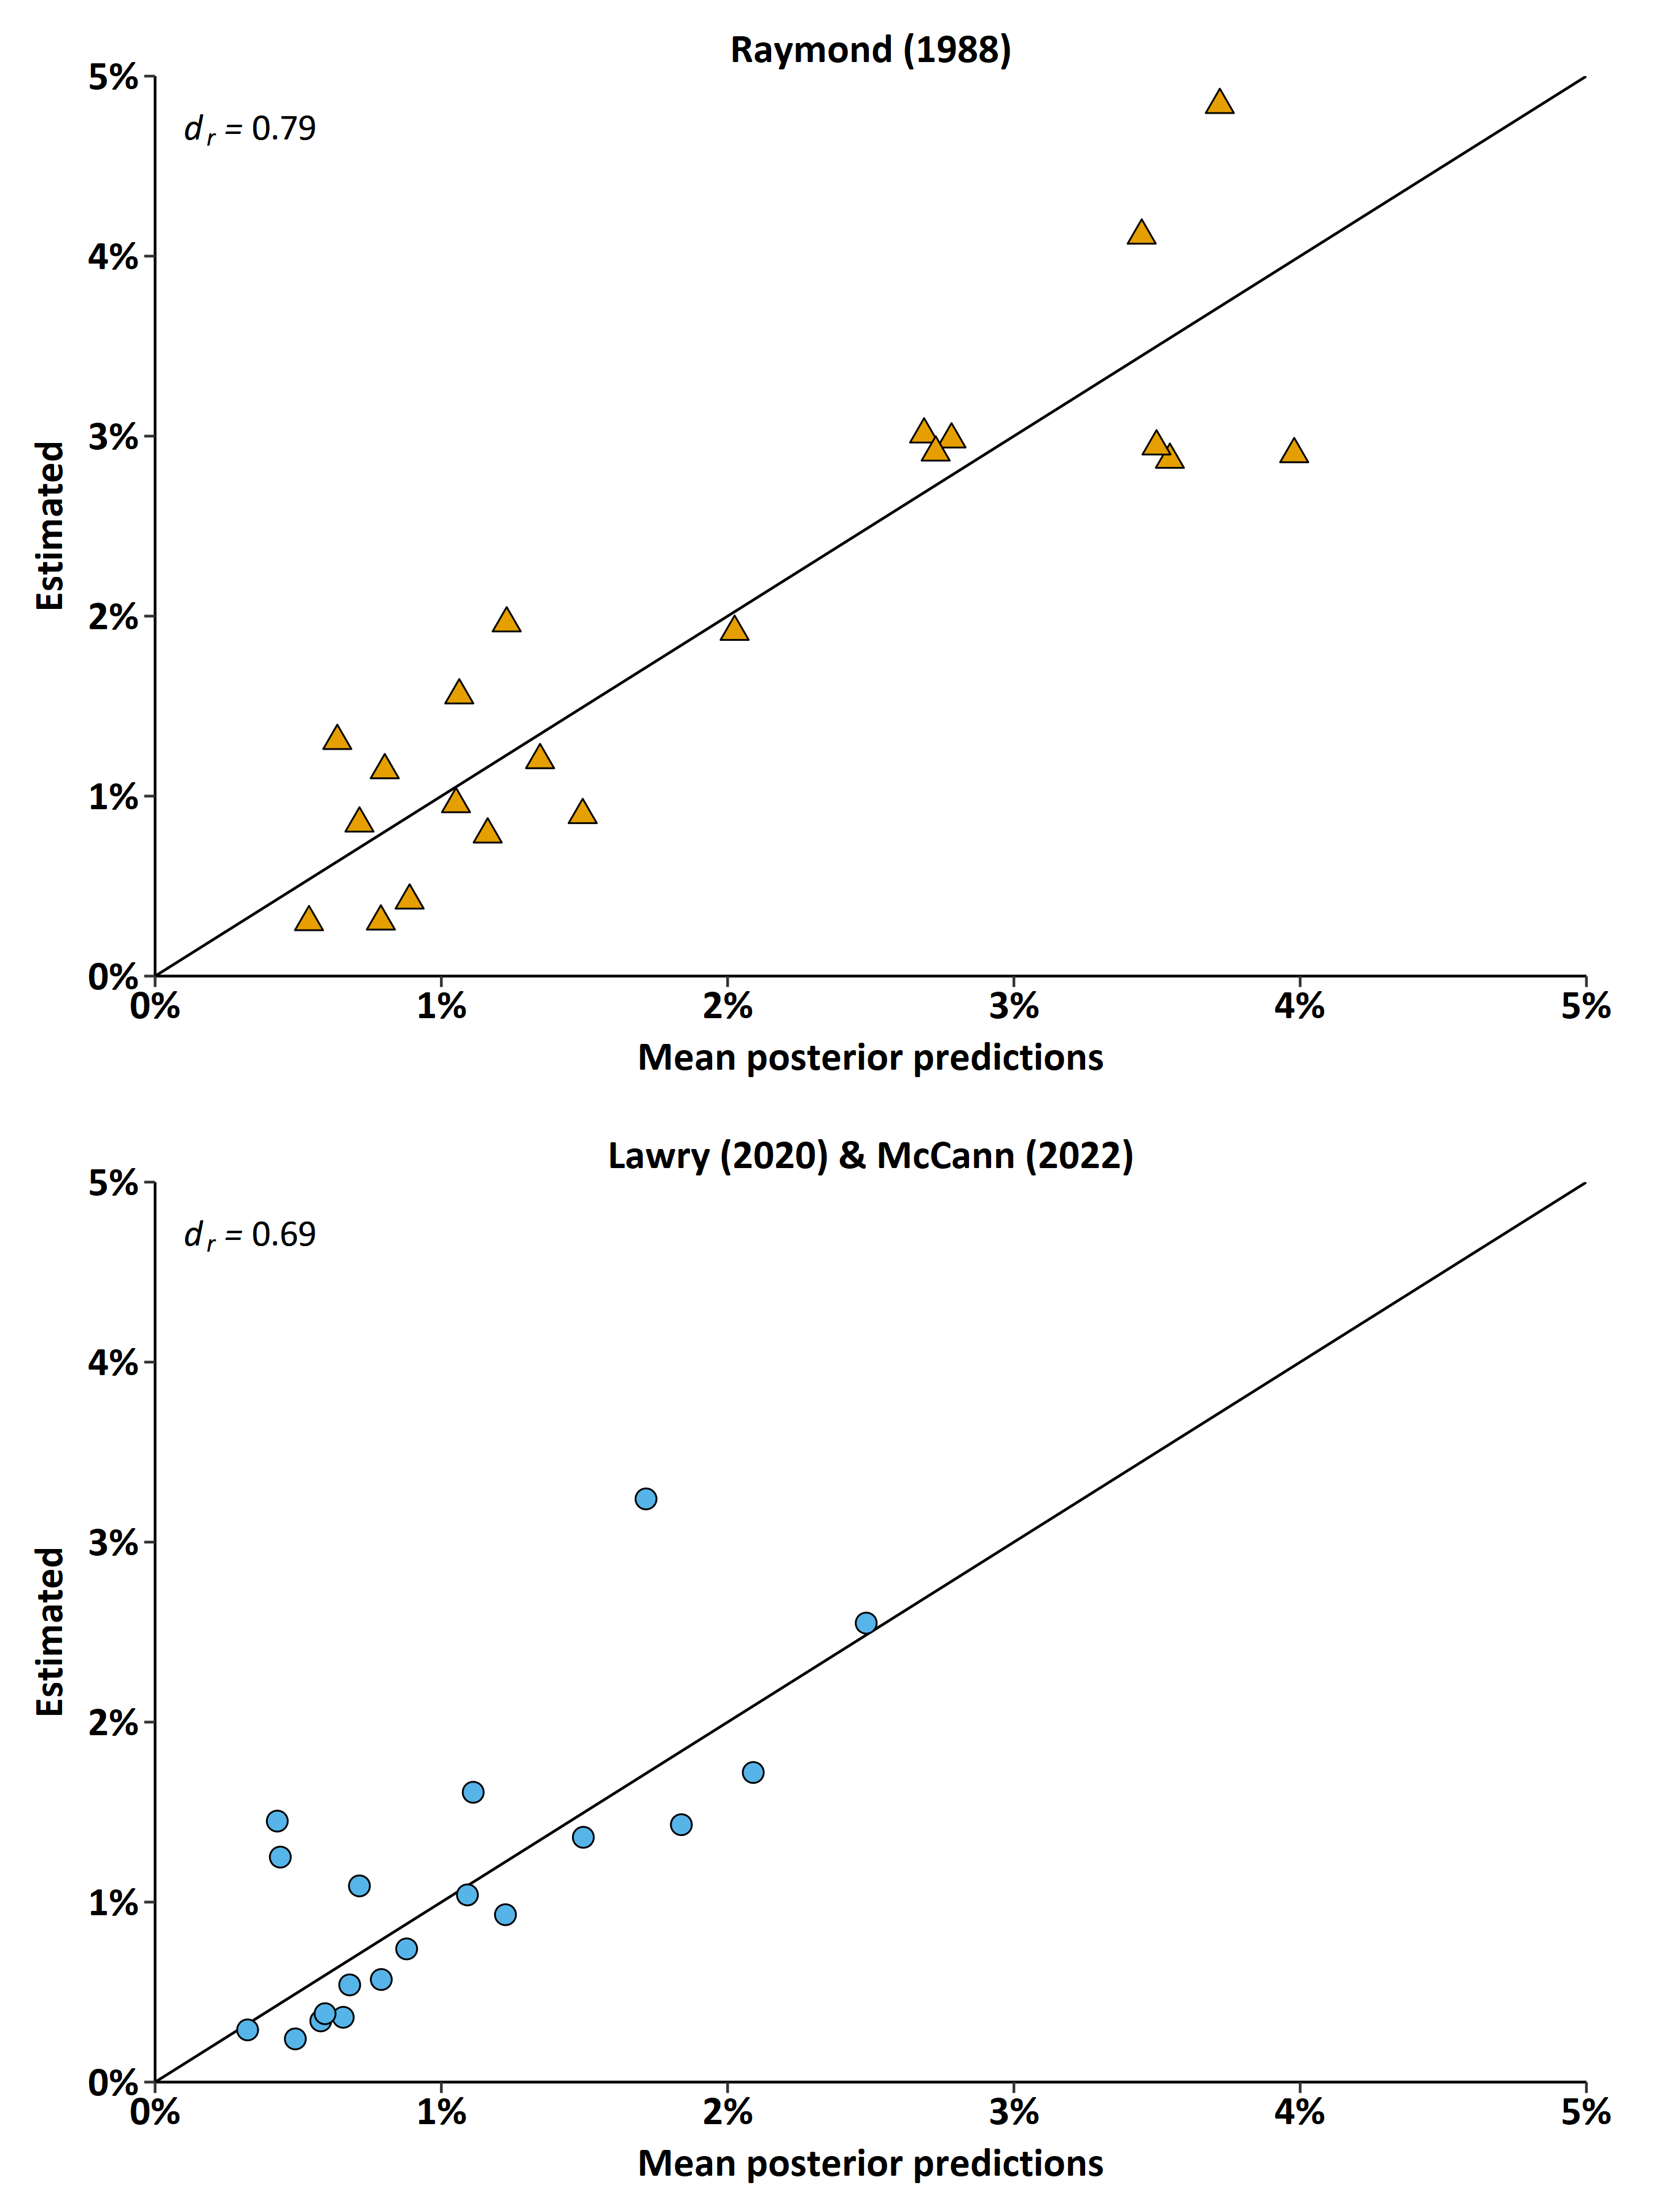 Raymond (1988)
5%
d r = 0.79
4%
3%
2%
1%
0%
Estimated
0% 1% 2% 3% 4% 5%
Mean posterior predictions
Lawry (2020) & McCann (2022)
5%
d r = 0.69
4%
3%
2%
1%
0%
Estimated
0% 1% 2% 3% 4% 5%
Mean posterior predictions